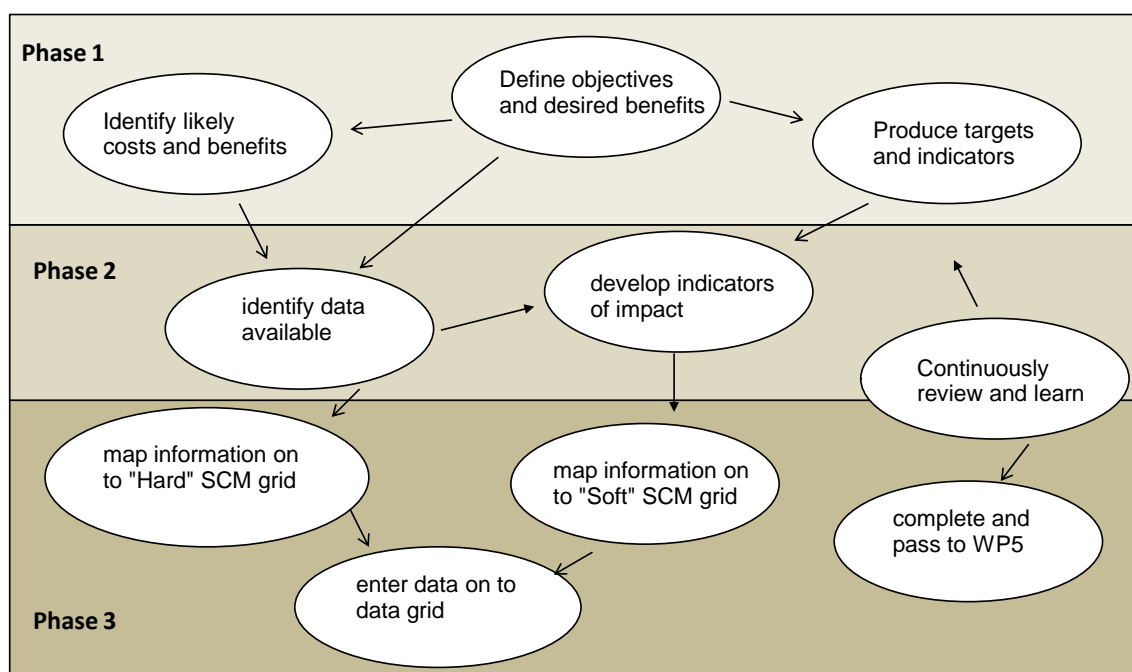 Phase 1
Define objectives
and desired benefits
Identify likely
costs and benefits
Produce targets
and indicators
Phase 2
identify data
available
develop indicators
of impact
Continuously
review and learn
map information on
to "Hard" SCM grid
map information on
to "Soft" SCM grid
complete and
pass to WP5
enter data on to
data grid
Phase 3